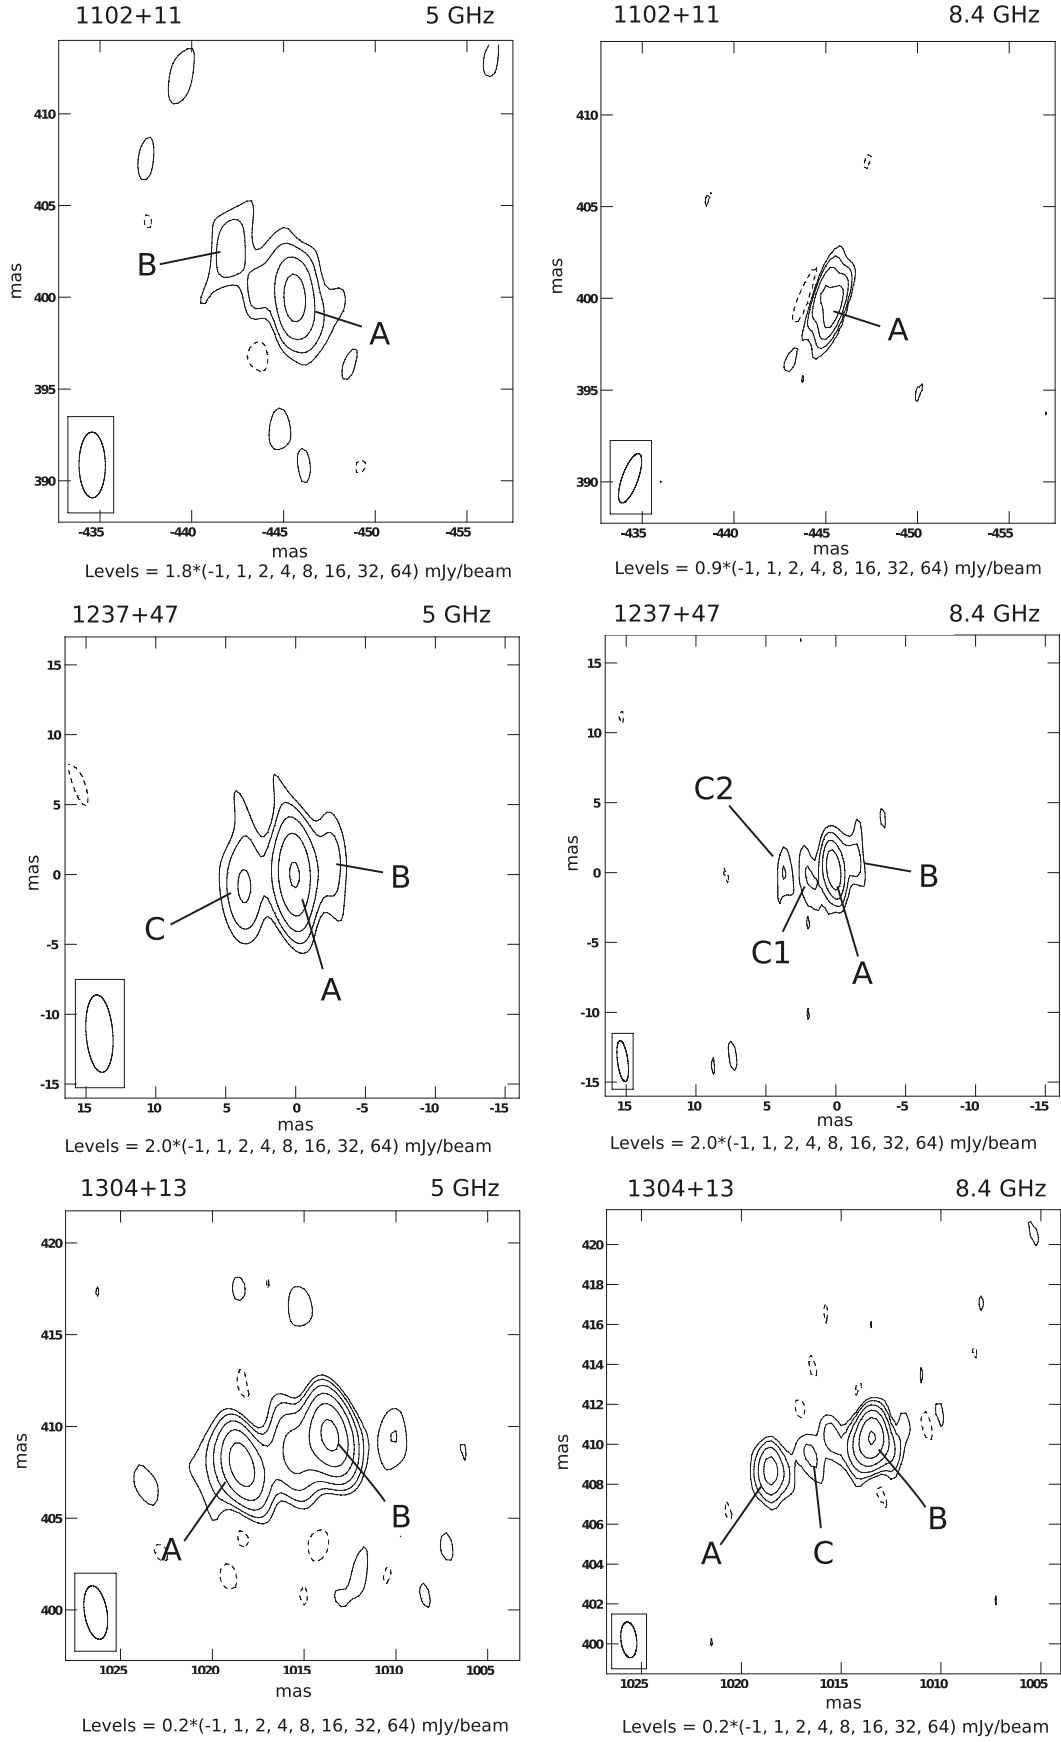 1102+11 5 GHz
1102+11 8.4 GHz
410
405
400
395
390
mas
B
A
-435 -440 -445 -450 -455
mas
Levels = 1.8*(-1, 1, 2, 4, 8, 16, 32, 64) mJy/beam
410
405
400
395
390
mas
A
-435 -440 -445 -450 -455
mas
Levels = 0.9*(-1, 1, 2, 4, 8, 16, 32, 64) mJy/beam
1237+47 5 GHz
1237+47 8.4 GHz
15
10
5
0
-5
-10
-15
mas
B
C
A
15 10 5 0 -5 -10 -15
mas
Levels = 2.0*(-1, 1, 2, 4, 8, 16, 32, 64) mJy/beam
15
10
5
0
-5
-10
-15
mas
C2
B
C1
A
15 10 5 0 -5 -10 -15
mas
Levels = 2.0*(-1, 1, 2, 4, 8, 16, 32, 64) mJy/beam
1304+13 5 GHz
1304+13 8.4 GHz
420
415
410
405
400
mas
B
A
1025 1020 1015 1010 1005
mas
Levels = 0.2*(-1, 1, 2, 4, 8, 16, 32, 64) mJy/beam
420
418
416
414
412
410
408
406
404
402
400
mas
B
A C
1025 1020 1015 1010 1005
mas
Levels = 0.2*(-1, 1, 2, 4, 8, 16, 32, 64) mJy/beam